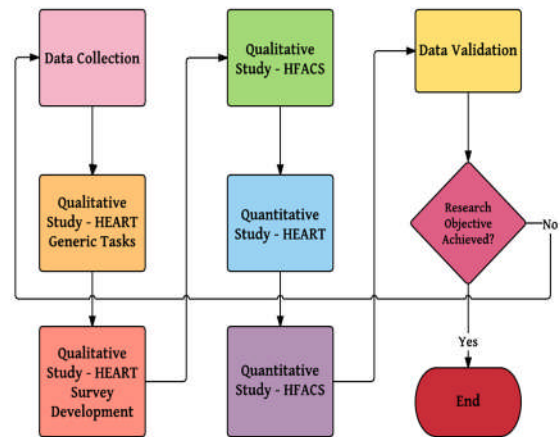 Data Collection
Qualitative
Study - HEART
Generic Tasks
Qualitative
Study - HEART
Survey
Development
Qualitative
Study - HFACS
Quantitative
Study - HEART
Quantitative
Study - HFACS
Data Validation
Research
Objective
Achieved?
No
Yes
End